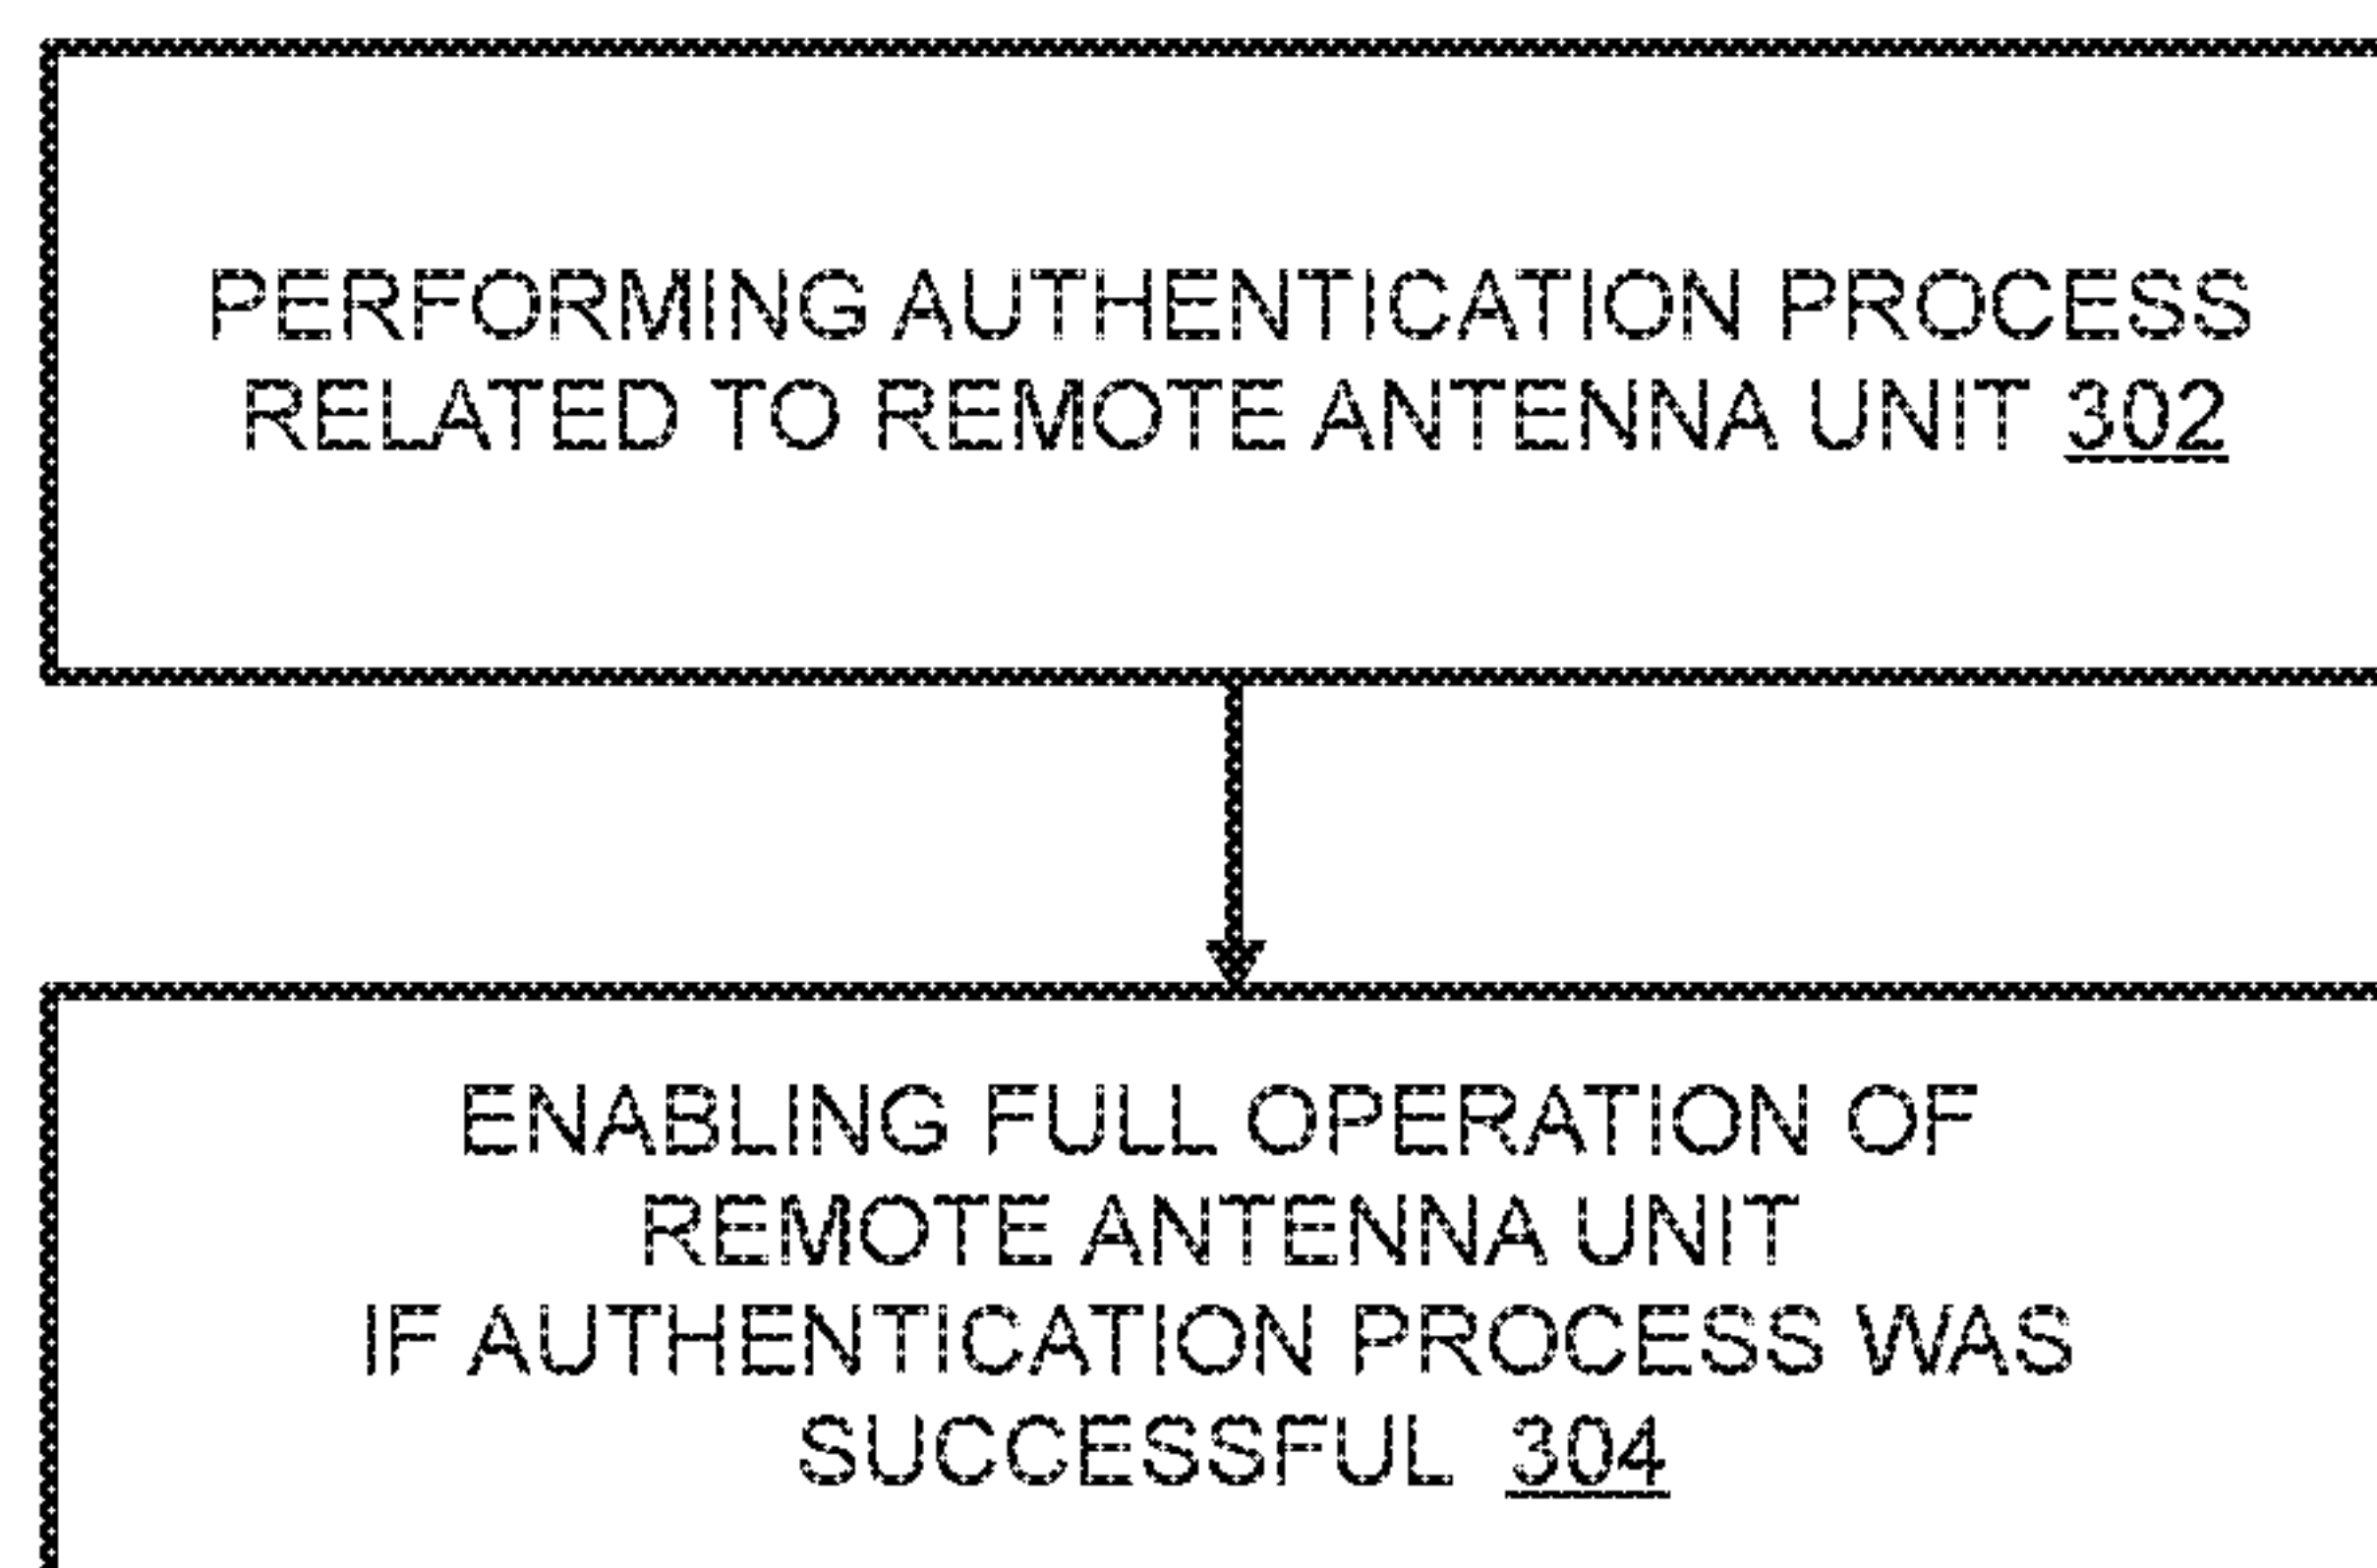 PERFORMING AUTHENTICATION PROCESS
RELATED TO REMOTE ANTENNA UNIT 302
ENABLING FULL OPERATION OF
REMOTE ANTENNA UNIT
IF AUTHENTICATION PROCESS WAS
SUCCESSFUL 304